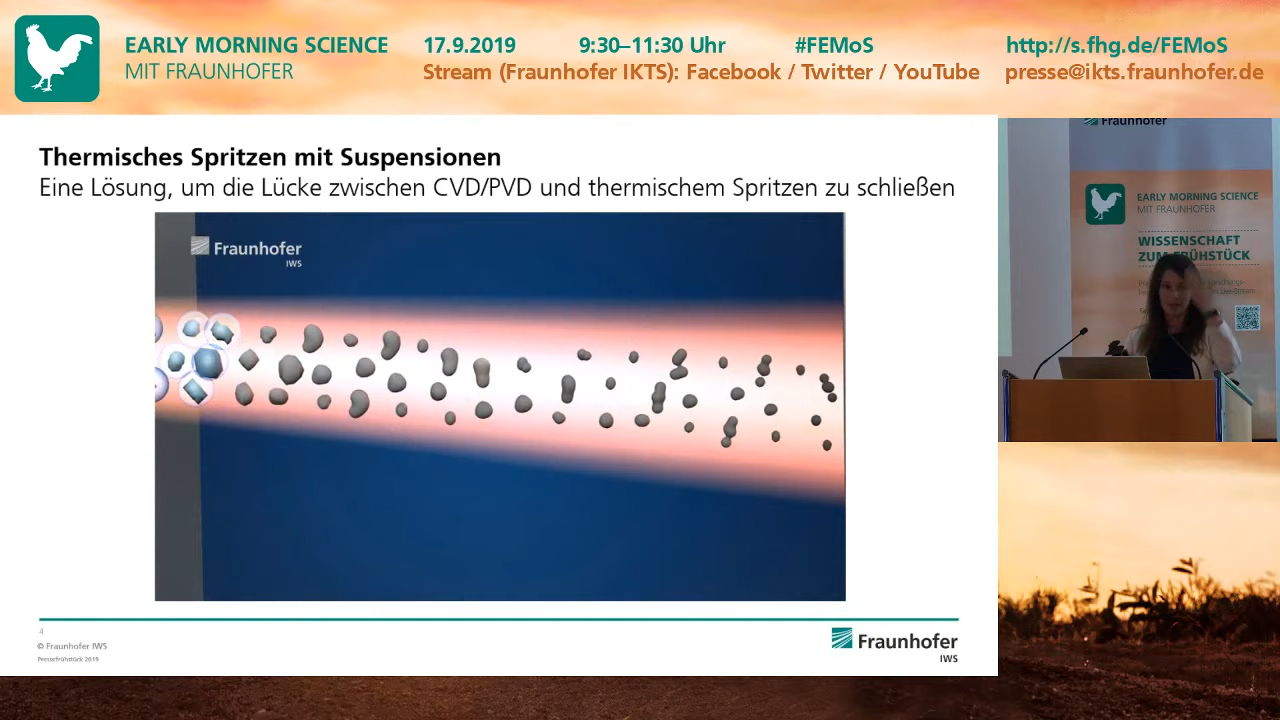 EARLY MORNING SCIENCE
MIT FRAUNHOFER
17.9.2019 9:30–11:30 Uhr #FEMoS http://s.fhg.de/FEMoS
Stream (Fraunhofer IKTS): Facebook / Twitter / YouTube presse@ikts.fraunhofer.de
Thermisches Spritzen mit Suspensionen
Eine Lösung, um die Lücke zwischen CVD/PVD und thermischem Spritzen zu schließen
Fraunhofer
IWS
4
© Fraunhofer IWS
Pressefrühstück 2019
Fraunhofer
IWS
Fraunhofer
EARLY MORNING SCIENCE
MIT FRAUNHOFER
WISSENSCHAFT
ZUM FRÜHSTÜCK